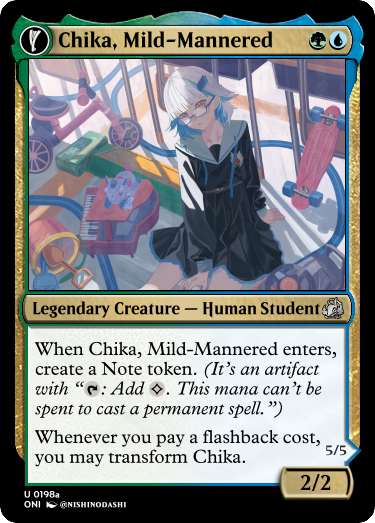 Chika, Mild-Mannered
Legendary Creature — Human Student
When Chika, Mild-Mannered enters,
create a Note token. (It's an artifact
with “: Add . This mana can't be
spent to cast a permanent spell.”)
Whenever you pay a flashback cost,
you may transform Chika.
5/5
2/2
U 0198a
ONI @NISHINODASHI